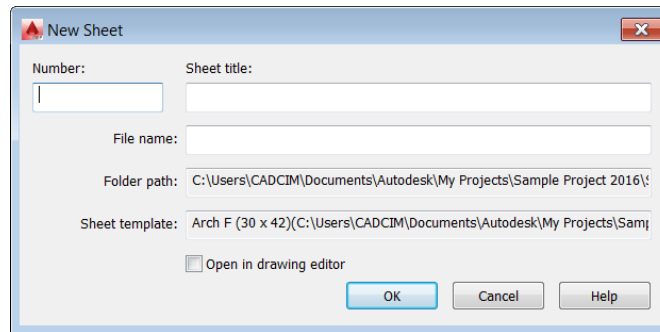 New Sheet
Number: Sheet title:
File name:
Folder path: C:\Users\CADCIM\Documents\Autodesk\My Projects\Sample Project 2016\S
Sheet template: Arch F (30 x 42)(C:\Users\CADCIM\Documents\Autodesk\My Projects\Samp
Open in drawing editor
OK Cancel Help